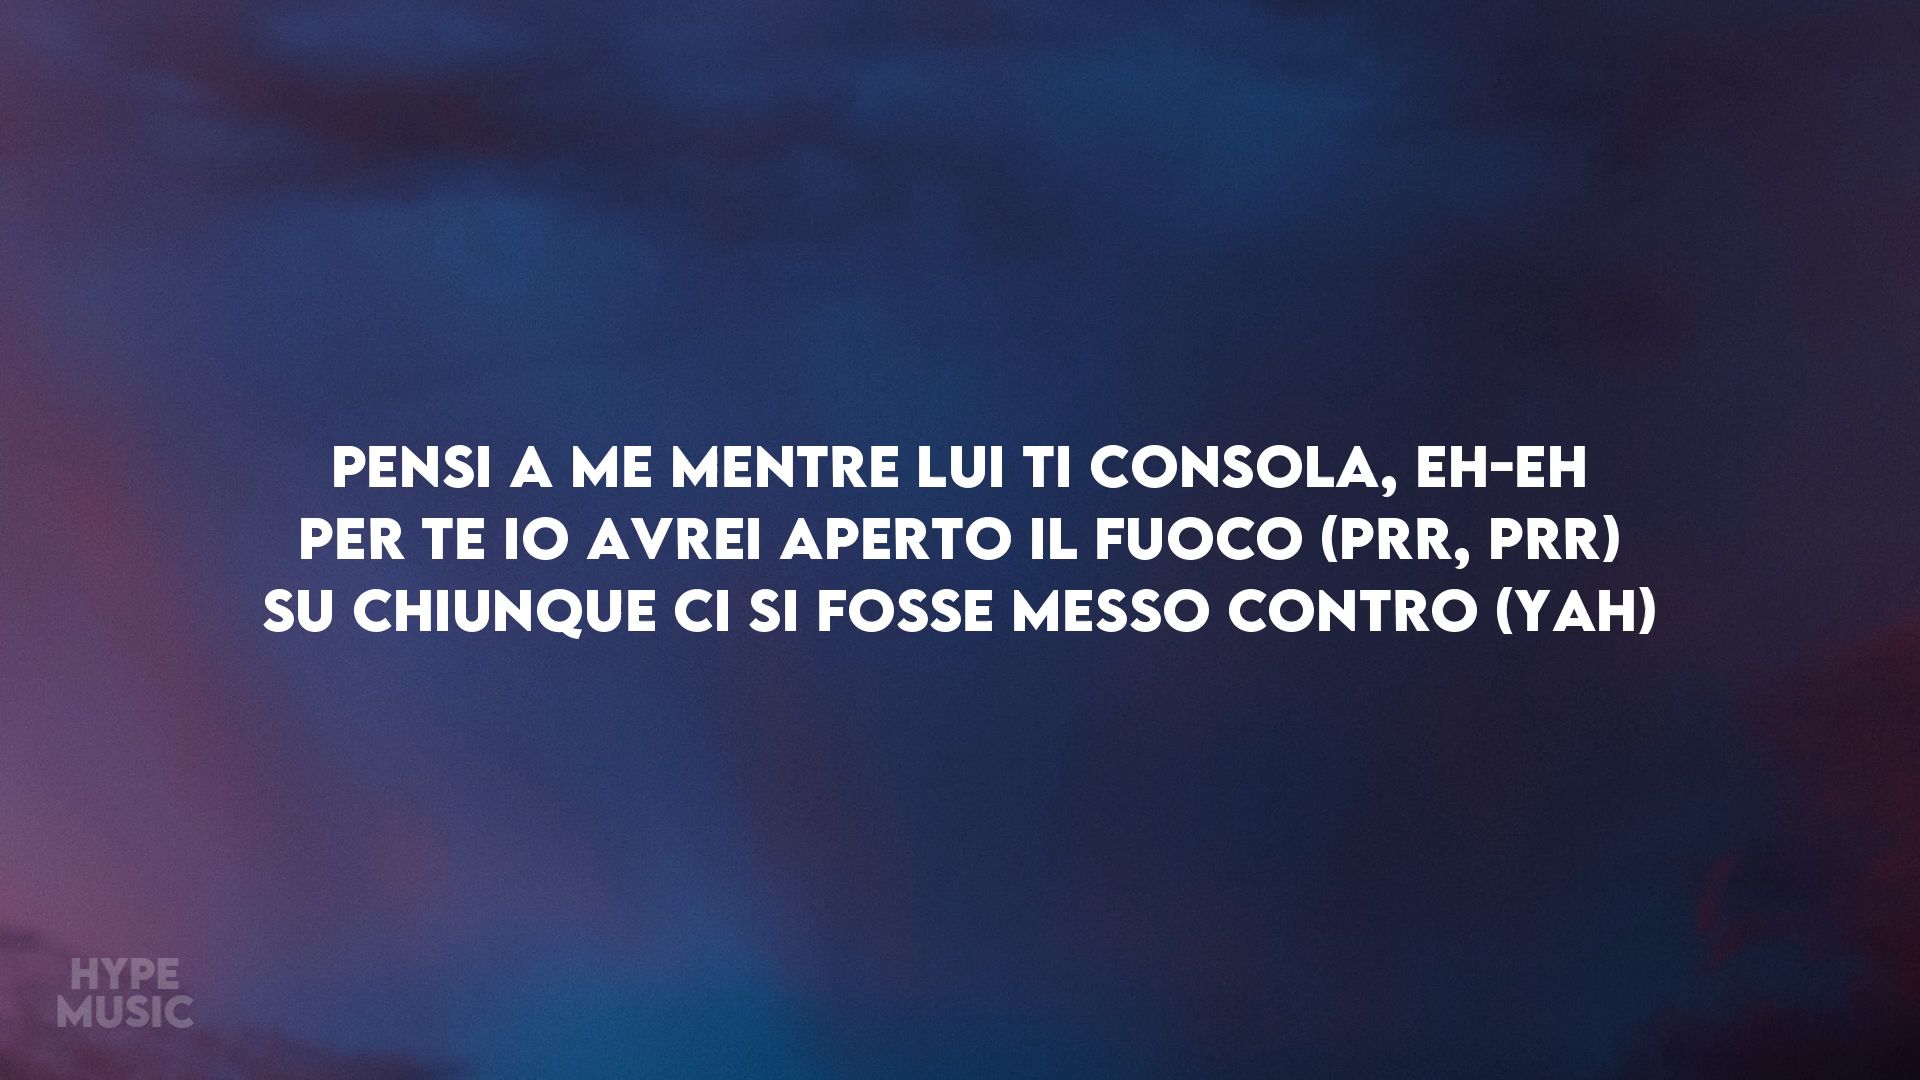 PENSI A ME MENTRE LUI TI CONSOLA, EH-EH
PER TE IO AVREI APERTO IL FUOCO (PRR, PRR)
SU CHIUNQUE CI SI FOSSE MESSO CONTRO (YAH)
HYPE
MUSIC